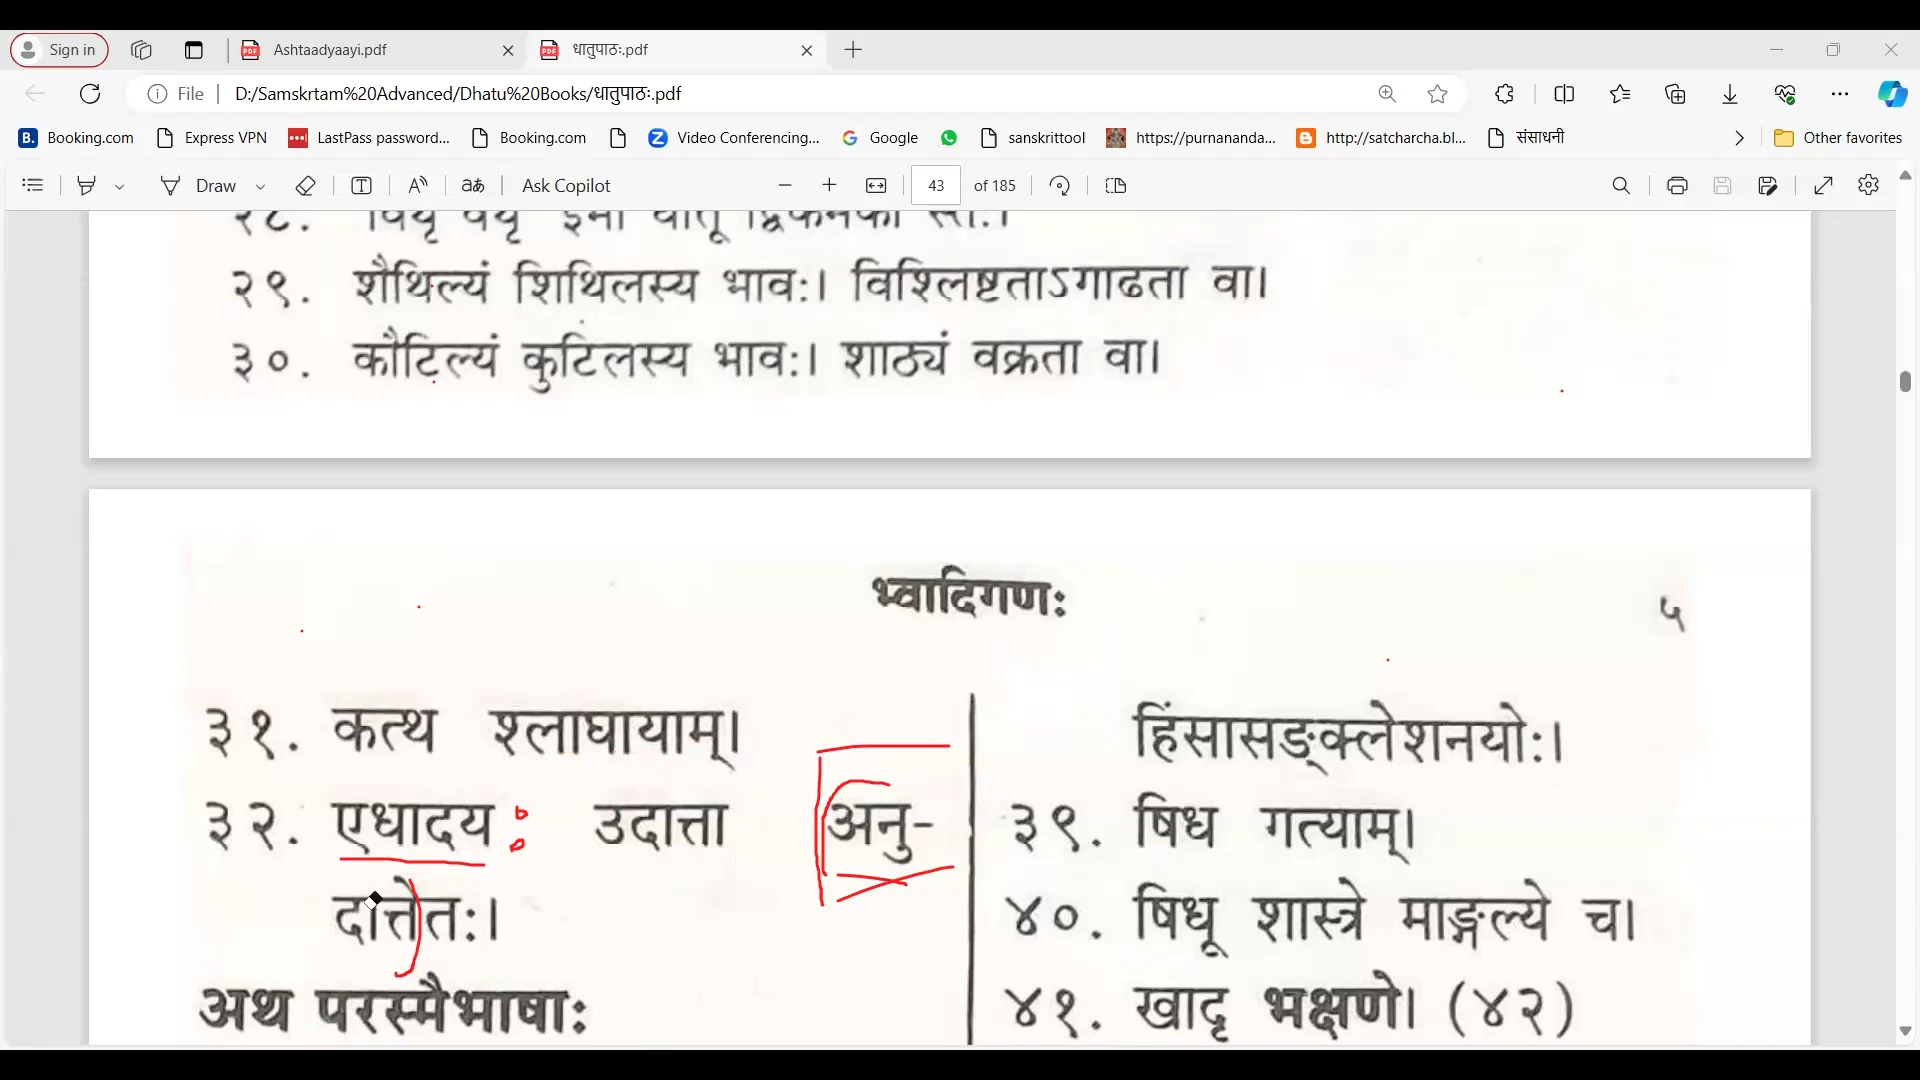 Sign in
Ashtaadyaayi.pdf
धातुपाठः.pdf
File
D:/Samskrtam%20Advanced/Dhatu%20Books/धातुपाठः.pdf
Booking.com
Express VPN
LastPass password...
Booking.com
Video Conferencing...
Google
sanskrittool
https://purnananda...
http://satcharcha.bl...
संसाधनी
Other favorites
Draw
Ask Copilot
43 of 185
२८.
२९. शैथिल्यं शिथिलस्य भावः। विश्लिष्टताऽगाढता वा।
३०. कौटिल्यं कुटिलस्य भावः। शाठ्यं वक्रता वा।
भ्वादिगणः
५
३१. कत्थ श्लाघायाम्।
३२. एधादय : उदात्ता अनु-
दात्तेतः।
अथ परस्मैभाषाः
हिंसासङ्क्लेशनयोः।
३९. षिध गत्याम्।
४०. षिधू शास्त्रे माङ्गल्ये च।
४१. खादृ भक्षणे। (४२)